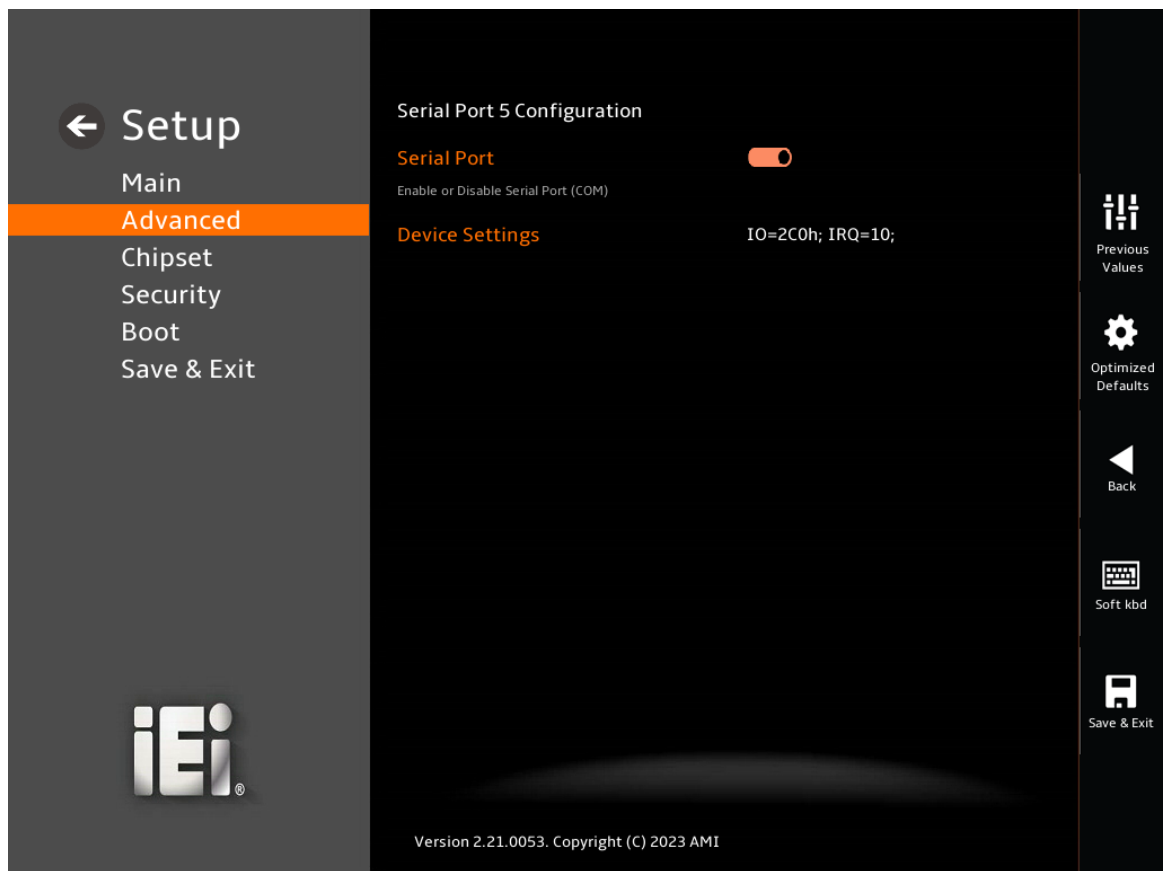 Setup
Main
Advanced
Chipset
Security
Boot
Save & Exit
iEi®
Serial Port 5 Configuration
Serial Port
Enable or Disable Serial Port (COM)
Device Settings IO=2C0h; IRQ=10;
Version 2.21.0053. Copyright (C) 2023 AMI
Previous
Values
Optimized
Defaults
Back
Soft kbd
Save & Exit